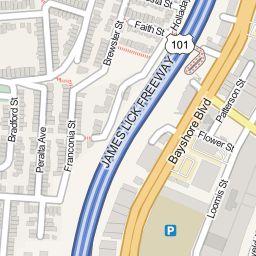 Brewster St
Faith St
Holaday
101
JAMES LICK FREEWAY
Bayshore Blvd
Patterson St
Bradford St
Peralta Ave
Franconia St
Flower St
Loomis St
P